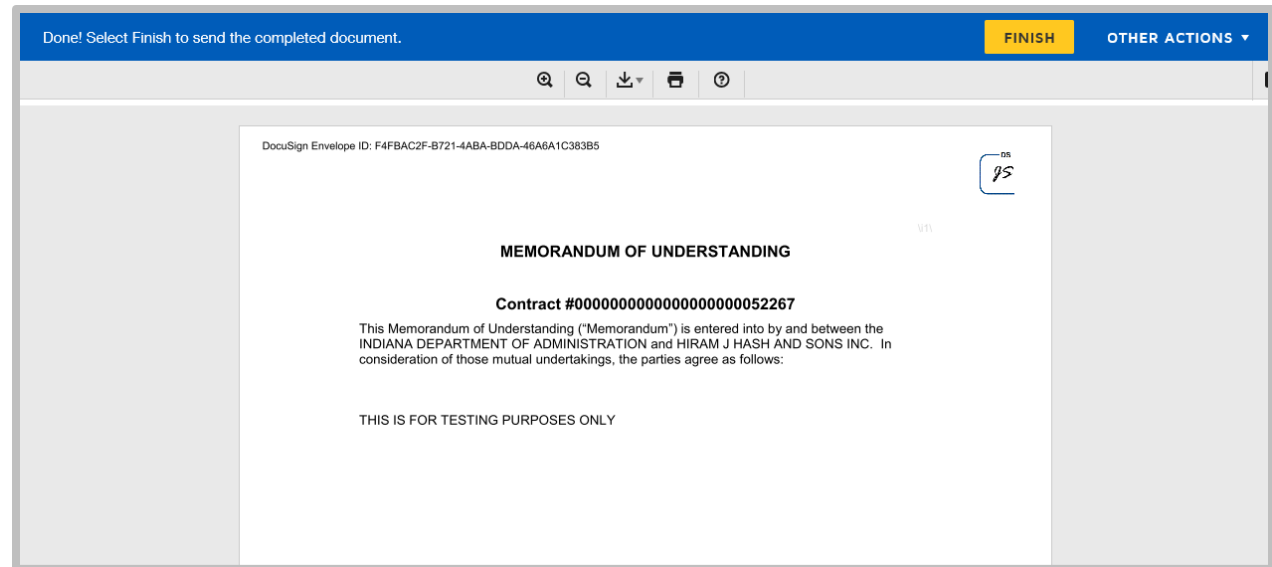 Done! Select Finish to send the completed document.
FINISH
OTHER ACTIONS
DocuSign Envelope ID: F4FBAC2F-B721-4ABA-BDDA-46A6A1C383B5
DS
JS
\i1\
MEMORANDUM OF UNDERSTANDING
Contract #0000000000000000000052267
This Memorandum of Understanding (“Memorandum”) is entered into by and between the
INDIANA DEPARTMENT OF ADMINISTRATION and HIRAM J HASH AND SONS INC. In
consideration of those mutual undertakings, the parties agree as follows:
THIS IS FOR TESTING PURPOSES ONLY